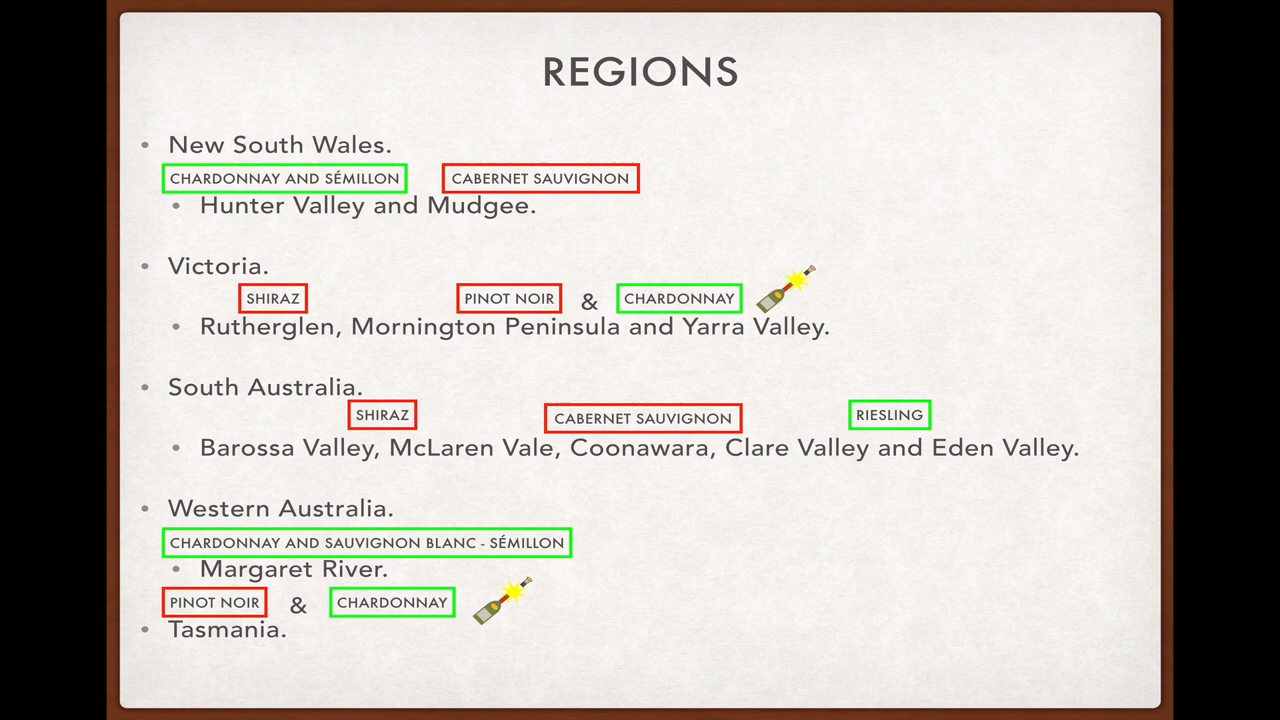 REGIONS
• New South Wales.
CHARDONNAY AND SÉMILLON CABERNET SAUVIGNON
• Hunter Valley and Mudgee.
• Victoria.
SHIRAZ PINOT NOIR & CHARDONNAY
• Rutherglen, Mornington Peninsula and Yarra Valley.
• South Australia.
SHIRAZ CABERNET SAUVIGNON RIESLING
• Barossa Valley, McLaren Vale, Coonawara, Clare Valley and Eden Valley.
• Western Australia.
CHARDONNAY AND SAUVIGNON BLANC - SÉMILLON
• Margaret River.
PINOT NOIR & CHARDONNAY
• Tasmania.